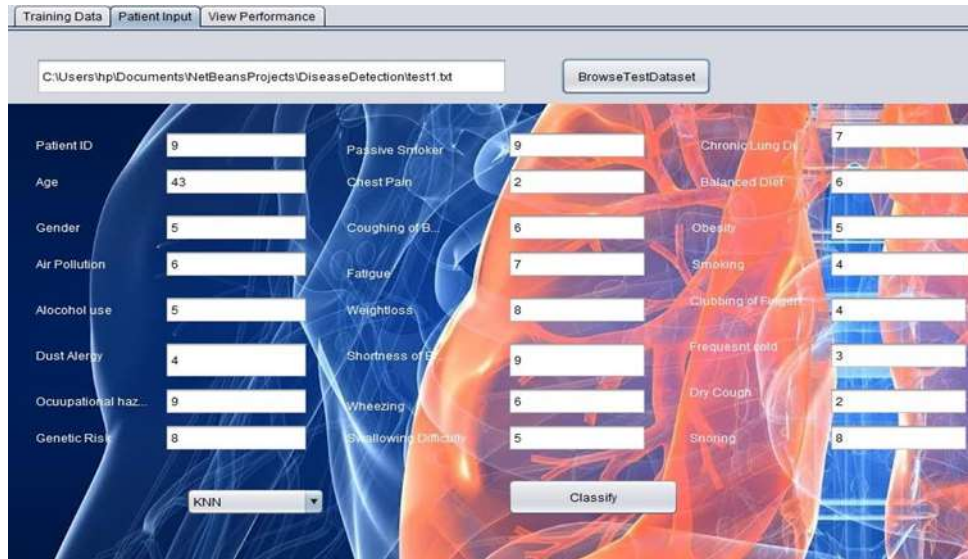 Training Data Patient Input View Performance
C:\Users\hp\Documents\NetBeansProjects\DiseaseDetection\test1.txt BrowseTestDataset
Patient ID 9 Passive Smoker 9 Chronic Lung Di... 7
Age 43 Chest Pain 2 Balanced Diet 6
Gender 5 Coughing of B... 6 Obesity 5
Air Pollution 6 Fatigue 7 Smoking 4
Alocohol use 5 Weightloss 8 Clubbing of Finger 4
Dust Alergy 4 Shortness of B... 9 Frequesnt cold 3
Ocuupational haz... 9 Wheezing 6 Dry Cough 2
Genetic Risk 8 Swallowing Difficulty 5 Snoring 8
KNN Classify